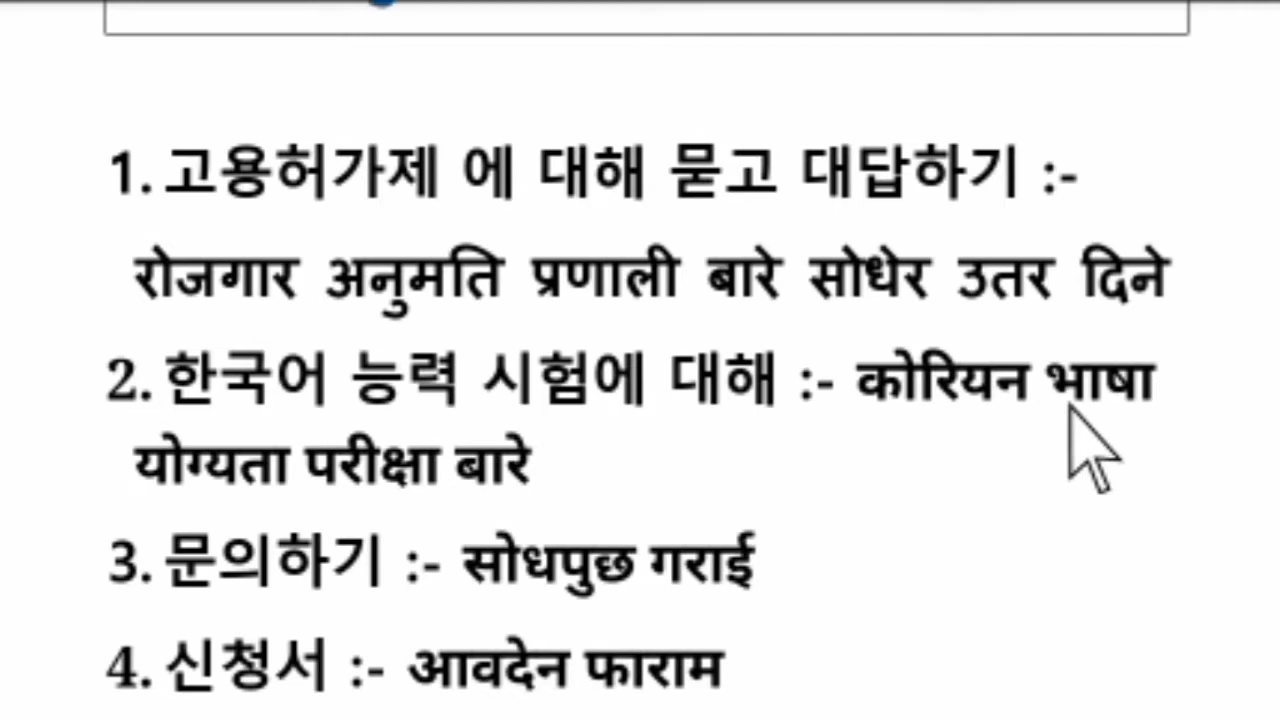 1. 고용허가제 에 대해 묻고 대답하기 :-
रोजगार अनुमति प्रणाली बारे सोधेर उतर दिने
2. 한국어 능력 시험에 대해 :- कोरियन भाषा
योग्यता परीक्षा बारे
3. 문의하기 :- सोधपुछ गराई
4. 신청서 :- आवदेन फाराम